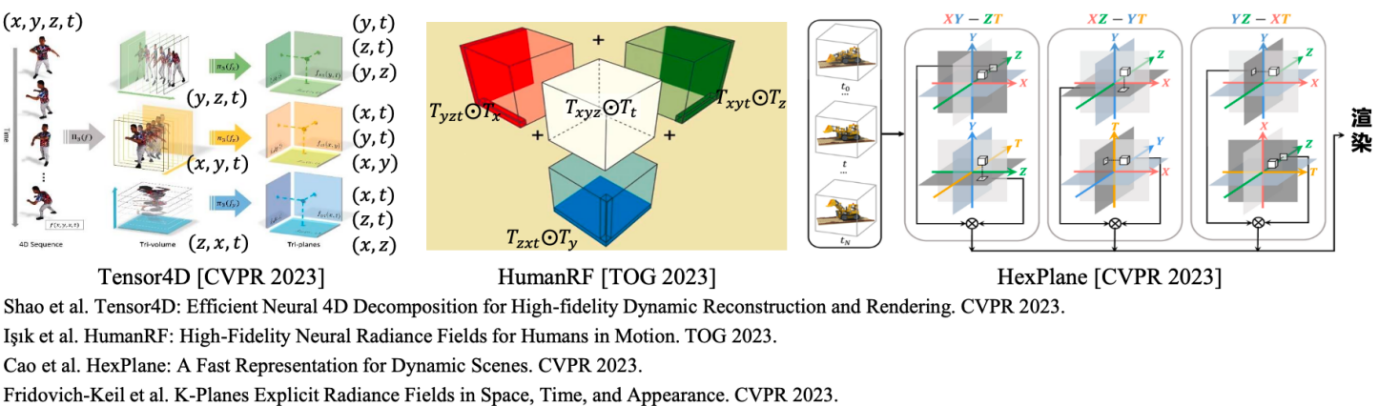 (x, y, z, t)
Time
4D Sequence
(y, z, t)
(x, y, t)
(z, x, t)
Tri-volume
π₃(fₓ)
Tri-planes
(y, t)
(z, t)
(y, z)
(x, t)
(y, t)
(x, y)
(x, t)
(z, t)
(x, z)
Tensor4D [CVPR 2023]
+
T_yzt⊙T_x
T_xyz⊙T_t
T_xyt⊙T_z
+
+
T_zxt⊙T_y
HumanRF [TOG 2023]
t₀
...
t
...
t_N
XY – ZT
Y
Z
X
Y
T
Z
XZ – YT
Y
Z
X
T
Y
X
YZ – XT
Y
Z
X
X
Z
T
渲染
HexPlane [CVPR 2023]
Shao et al. Tensor4D: Efficient Neural 4D Decomposition for High-fidelity Dynamic Reconstruction and Rendering. CVPR 2023.
Işık et al. HumanRF: High-Fidelity Neural Radiance Fields for Humans in Motion. TOG 2023.
Cao et al. HexPlane: A Fast Representation for Dynamic Scenes. CVPR 2023.
Fridovich-Keil et al. K-Planes Explicit Radiance Fields in Space, Time, and Appearance. CVPR 2023.